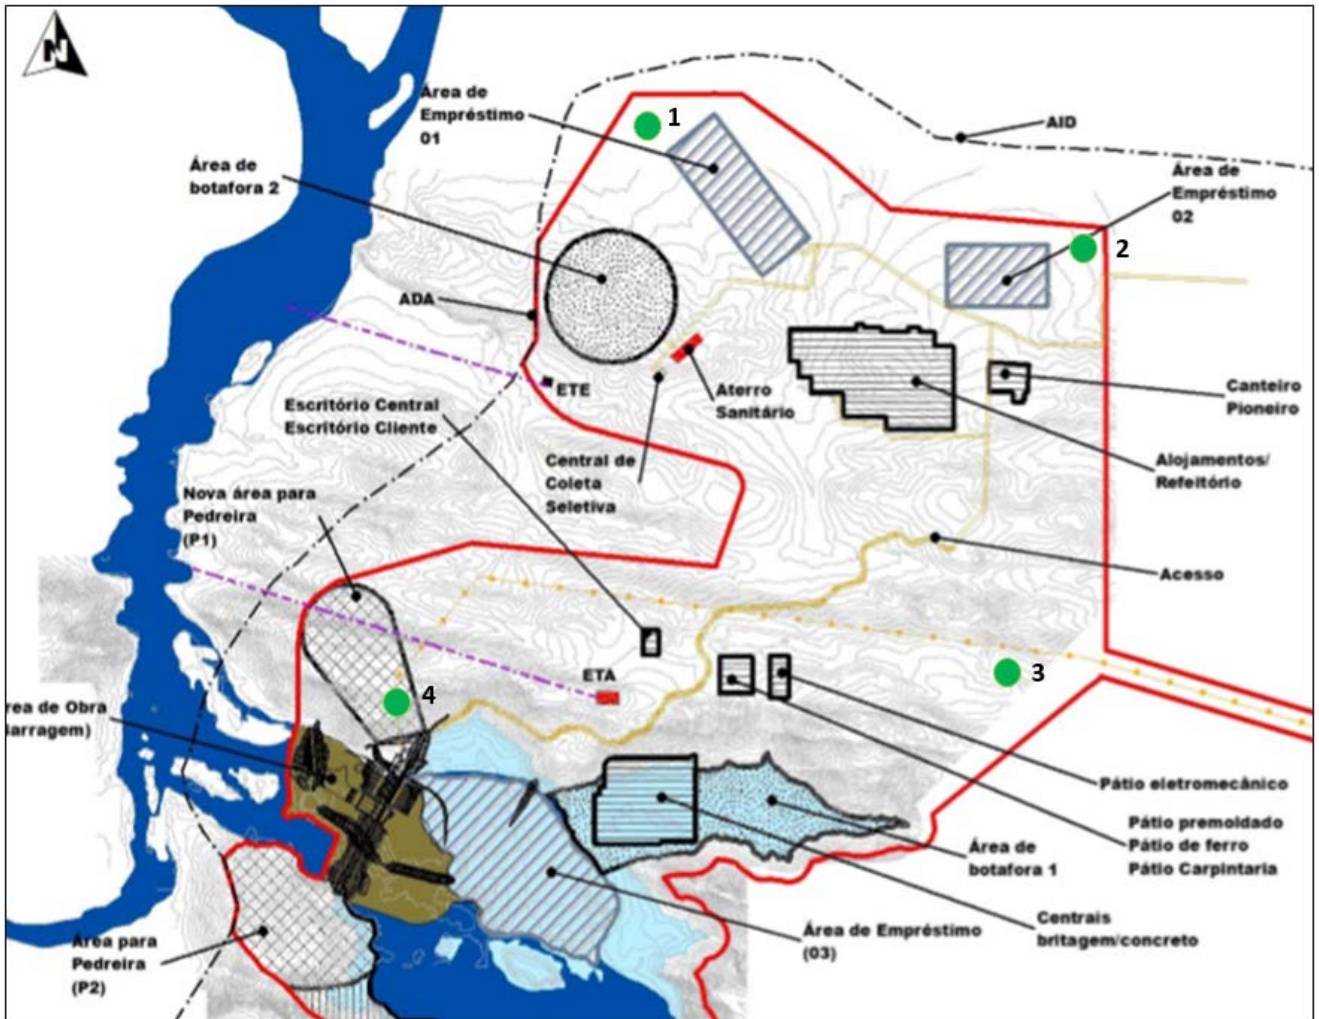 N
Área de
Empréstimo
01
1
AID
Área de
botafora 2
Área de
Empréstimo
02
2
ADA
ETE
Aterro
Sanitário
Canteiro
Pioneiro
Escritório Central
Escritório Cliente
Central de
Coleta
Seletiva
Alojamentos/
Refeitório
Nova área para
Pedreira
(P1)
Acesso
ETA
3
4
rea de Obra
arragem)
Pátio eletromecânico
Pátio premoldado
Pátio de ferro
Pátio Carpintaria
Área de
botafora 1
Centrais
britagem/concreto
Área de Empréstimo
(03)
Área para
Pedreira
(P2)